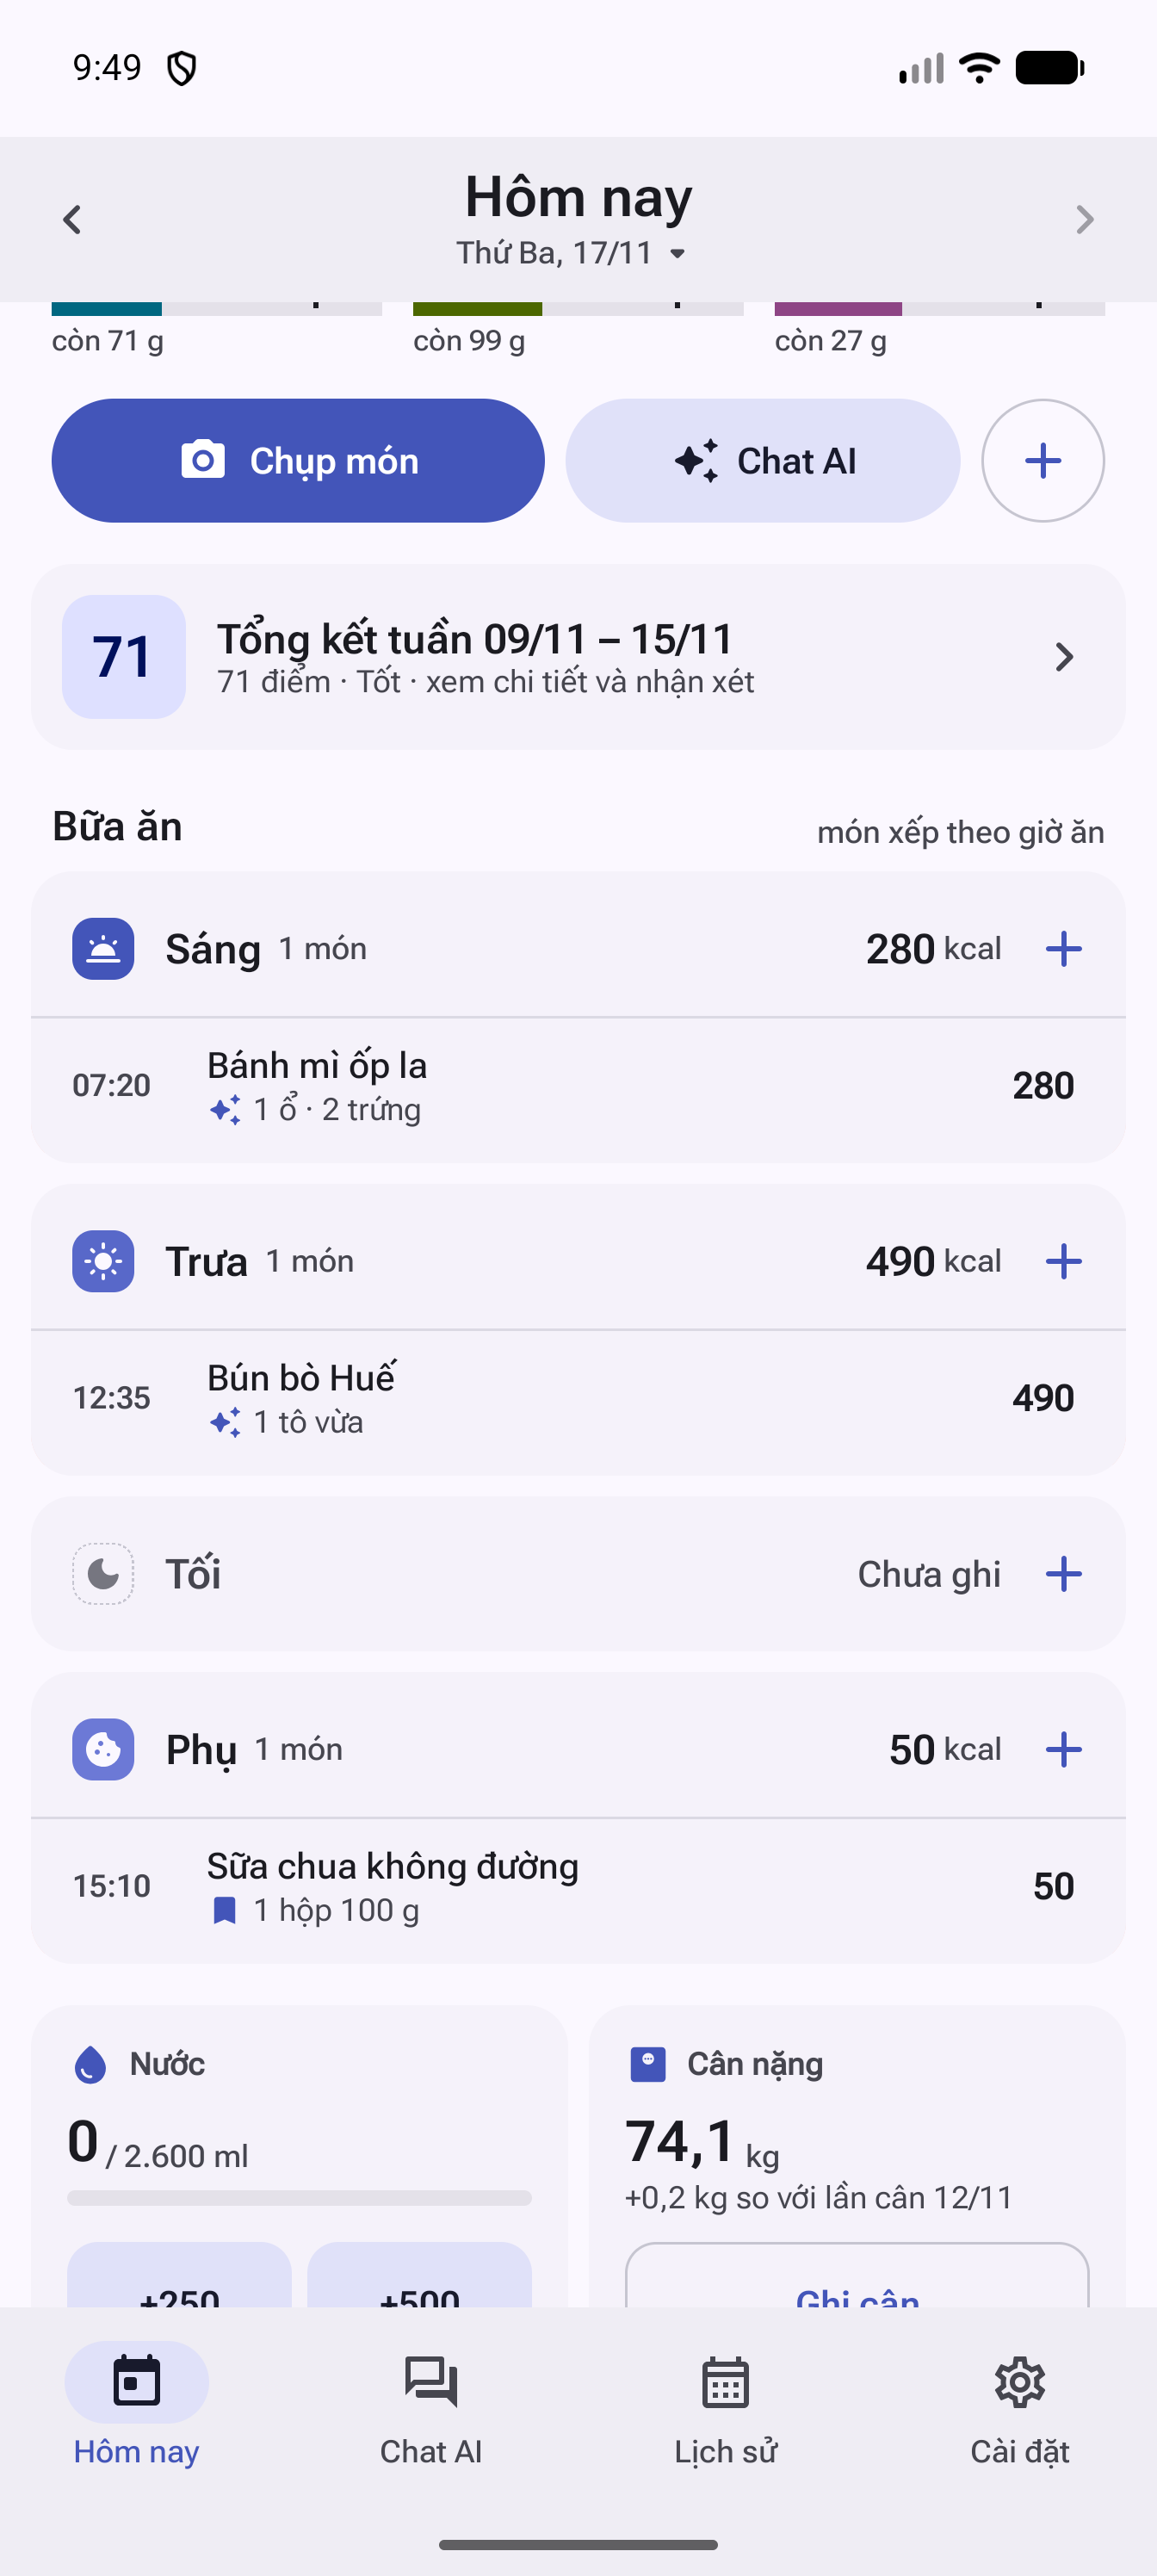 9:49
Hôm nay
Thứ Ba, 17/11
còn 71 g
còn 99 g
còn 27 g
Chụp món
Chat AI
71
Tổng kết tuần 09/11 – 15/11
71 điểm · Tốt · xem chi tiết và nhận xét
Bữa ăn
món xếp theo giờ ăn
Sáng 1 món 280 kcal
07:20
Bánh mì ốp la
1 ổ · 2 trứng
280
Trưa 1 món 490 kcal
12:35
Bún bò Huế
1 tô vừa
490
Tối Chưa ghi
Phụ 1 món 50 kcal
15:10
Sữa chua không đường
1 hộp 100 g
50
Nước
0 / 2.600 ml
+250 +500
Cân nặng
74,1 kg
+0,2 kg so với lần cân 12/11
Ghi cân
Hôm nay
Chat AI
Lịch sử
Cài đặt